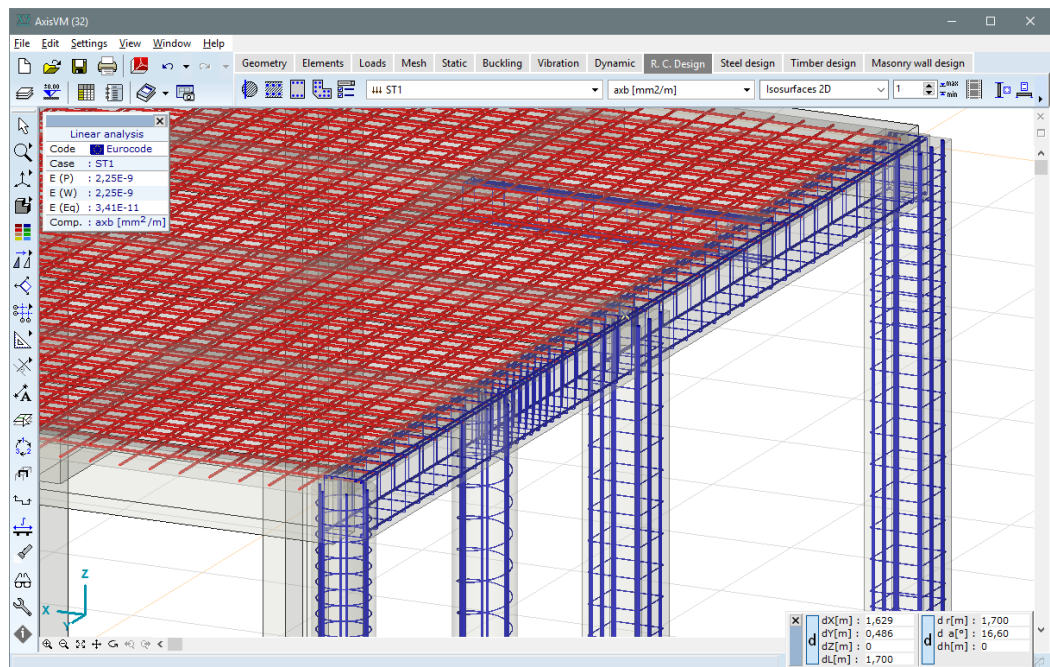 AxisVM (32)
File Edit Settings View Window Help
Geometry Elements Loads Mesh Static Buckling Vibration Dynamic R. C. Design Steel design Timber design Masonry wall design
ST1 axb [mm2/m] Isosurfaces 2D 1 max min
Linear analysis
Code Eurocode
Case : ST1
E (P) : 2,25E-9
E (W) : 2,25E-9
E (Eq) : 3,41E-11
Comp. : axb [mm²/m]
Z
X
Y
d
dX[m] : 1,629
dY[m] : 0,486
dZ[m] : 0
dL[m] : 1,700
d
d r[m] : 1,700
d a[°] : 16,60
dh[m] : 0